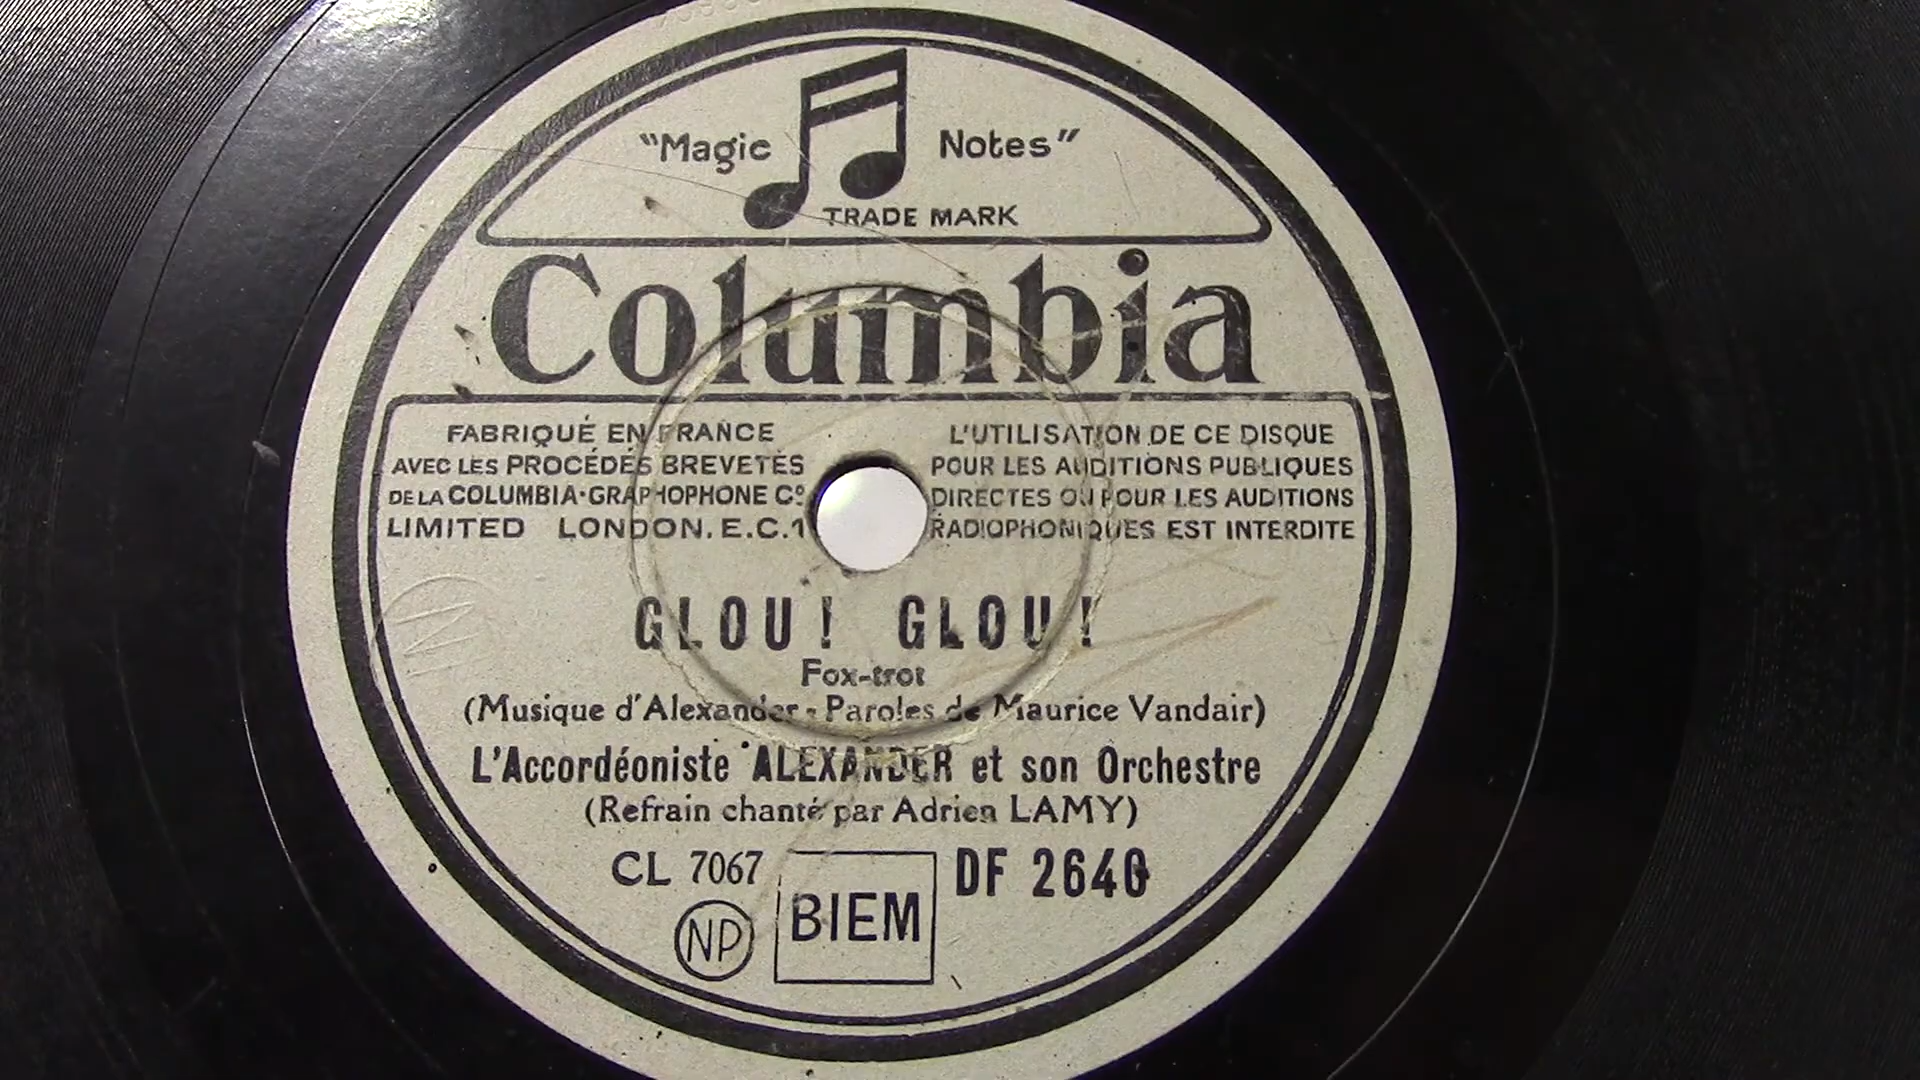 "Magic Notes"
TRADE MARK
Columbia
FABRIQUÉ EN FRANCE
AVEC LES PROCÉDÉS BREVETÉS
DE LA COLUMBIA·GRAPHOPHONE Cº
LIMITED LONDON. E.C.1
L'UTILISATION DE CE DISQUE
POUR LES AUDITIONS PUBLIQUES
DIRECTES OU POUR LES AUDITIONS
RADIOPHONIQUES EST INTERDITE
GLOU! GLOU!
Fox-trot
(Musique d'Alexander - Paroles de Maurice Vandair)
L'Accordéoniste ALEXANDER et son Orchestre
(Refrain chanté par Adrien LAMY)
CL 7067
NP
BIEM
DF 2640